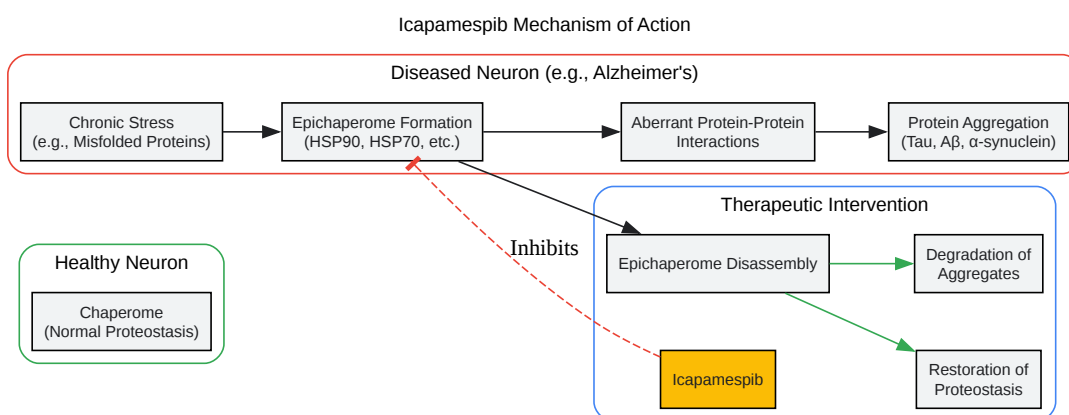 Icapamespib Mechanism of Action
Diseased Neuron (e.g., Alzheimer's)
Chronic Stress
(e.g., Misfolded Proteins)
Epichaperome Formation
(HSP90, HSP70, etc.)
Aberrant Protein-Protein
Interactions
Protein Aggregation
(Tau, Aβ, α-synuclein)
Therapeutic Intervention
Inhibits
Epichaperome Disassembly
Degradation of
Aggregates
Healthy Neuron
Chaperome
(Normal Proteostasis)
Icapamespib
Restoration of
Proteostasis